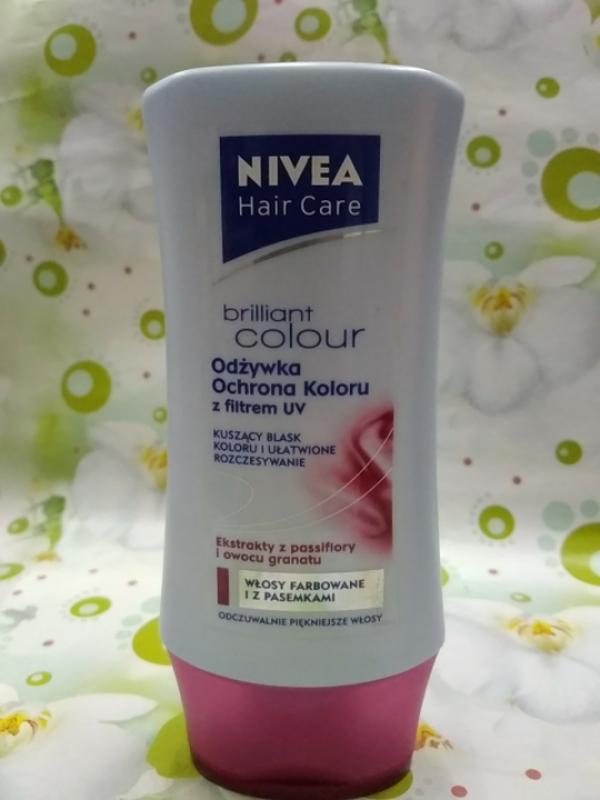 NIVEA
Hair Care
brilliant
colour
Odżywka
Ochrona Koloru
z filtrem UV
KUSZĄCY BLASK
KOLORU I UŁATWIONE
ROZCZESYWANIE
Ekstrakty z passiflory
i owocu granatu
WŁOSY FARBOWANE
I Z PASEMKAMI
ODCZUWALNIE PIĘKNIEJSZE WŁOSY